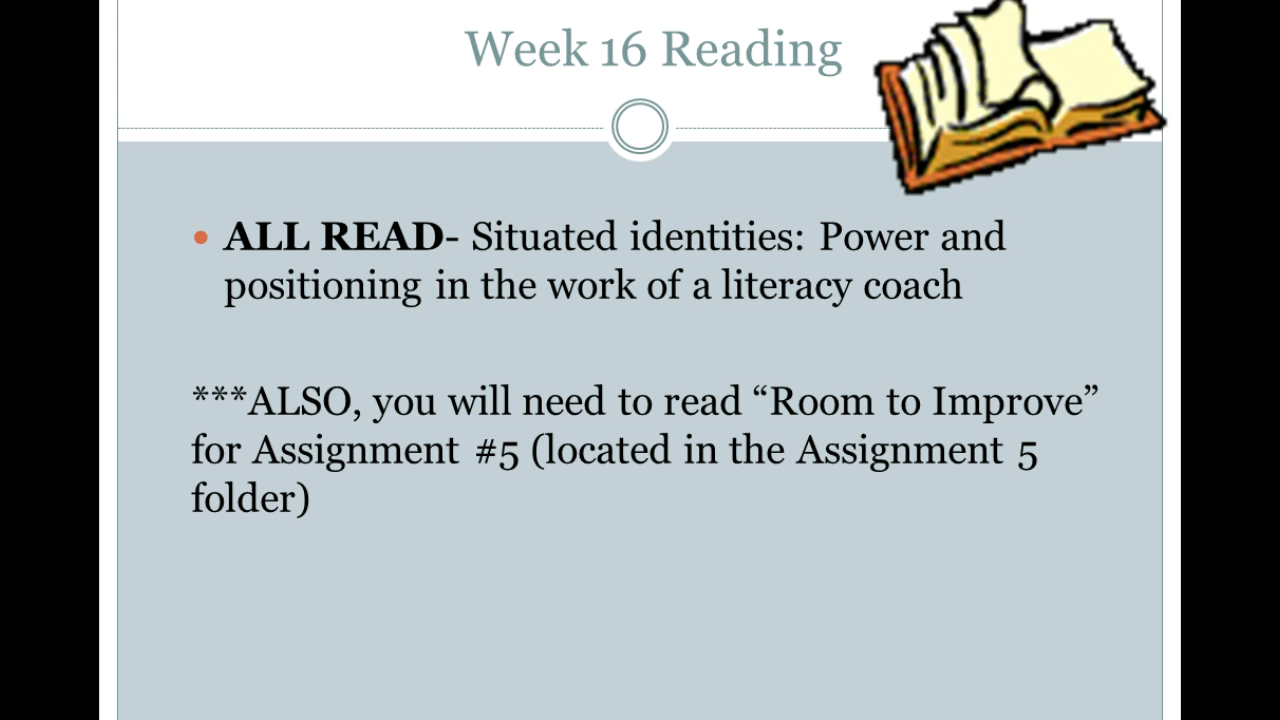 Week 16 Reading
• ALL READ- Situated identities: Power and
positioning in the work of a literacy coach
***ALSO, you will need to read “Room to Improve”
for Assignment #5 (located in the Assignment 5
folder)